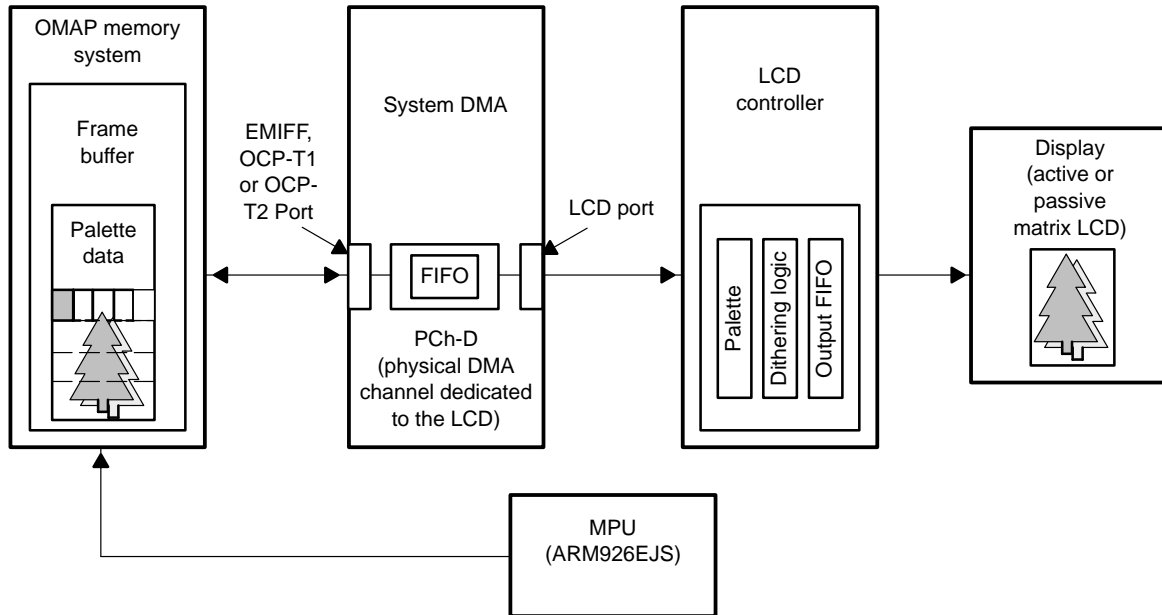 OMAP memory
system
Frame
buffer
Palette
data
EMIFF,
OCP-T1
or OCP-
T2 Port
System DMA
FIFO
PCh-D
(physical DMA
channel dedicated
to the LCD)
LCD port
LCD
controller
Palette
Dithering logic
Output FIFO
Display
(active or
passive
matrix LCD)
MPU
(ARM926EJS)